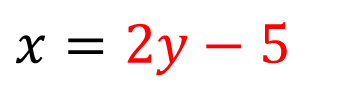 x = 2y − 5